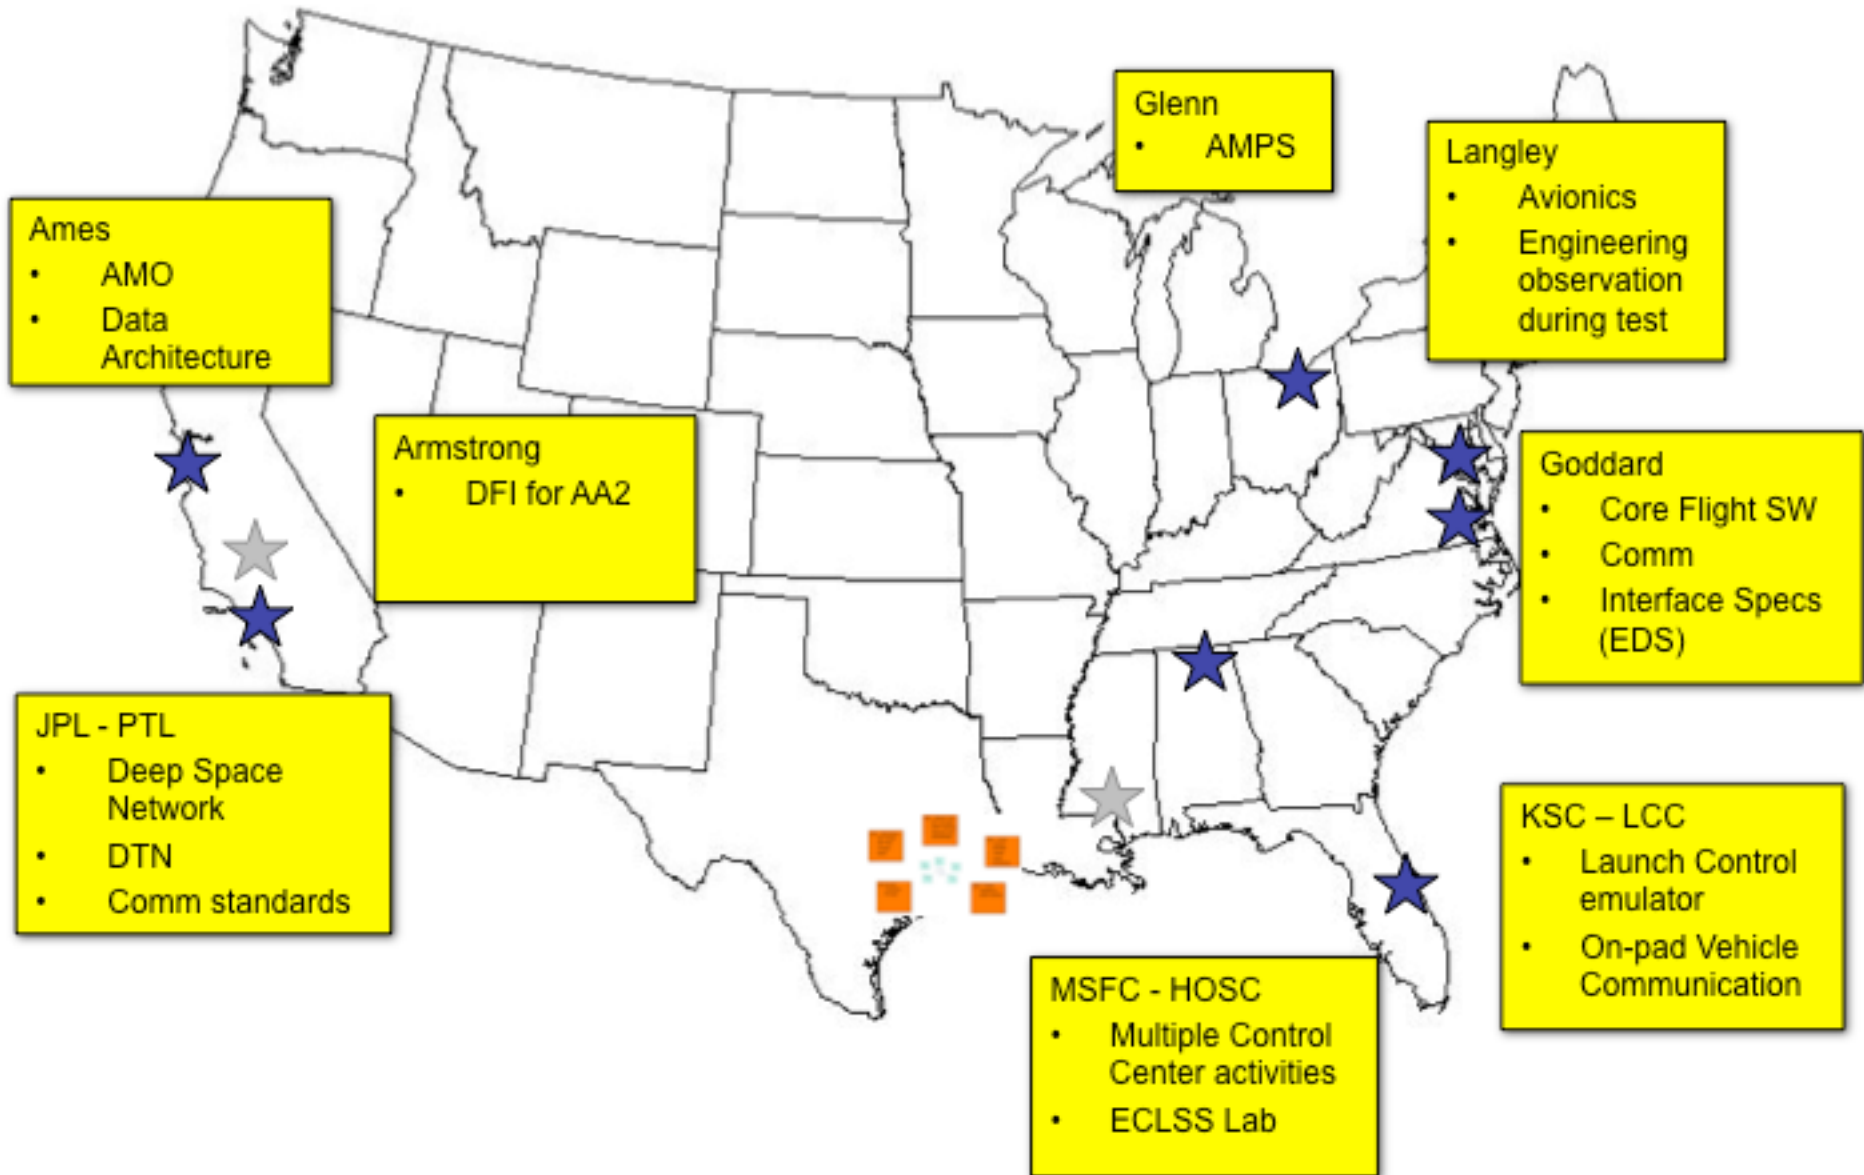 Glenn
• AMPS
Langley
• Avionics
• Engineering
observation
during test
Ames
• AMO
• Data
Architecture
Armstrong
• DFI for AA2
Goddard
• Core Flight SW
• Comm
• Interface Specs
(EDS)
JPL - PTL
• Deep Space
Network
• DTN
• Comm standards
KSC – LCC
• Launch Control
emulator
• On-pad Vehicle
Communication
MSFC - HOSC
• Multiple Control
Center activities
• ECLSS Lab